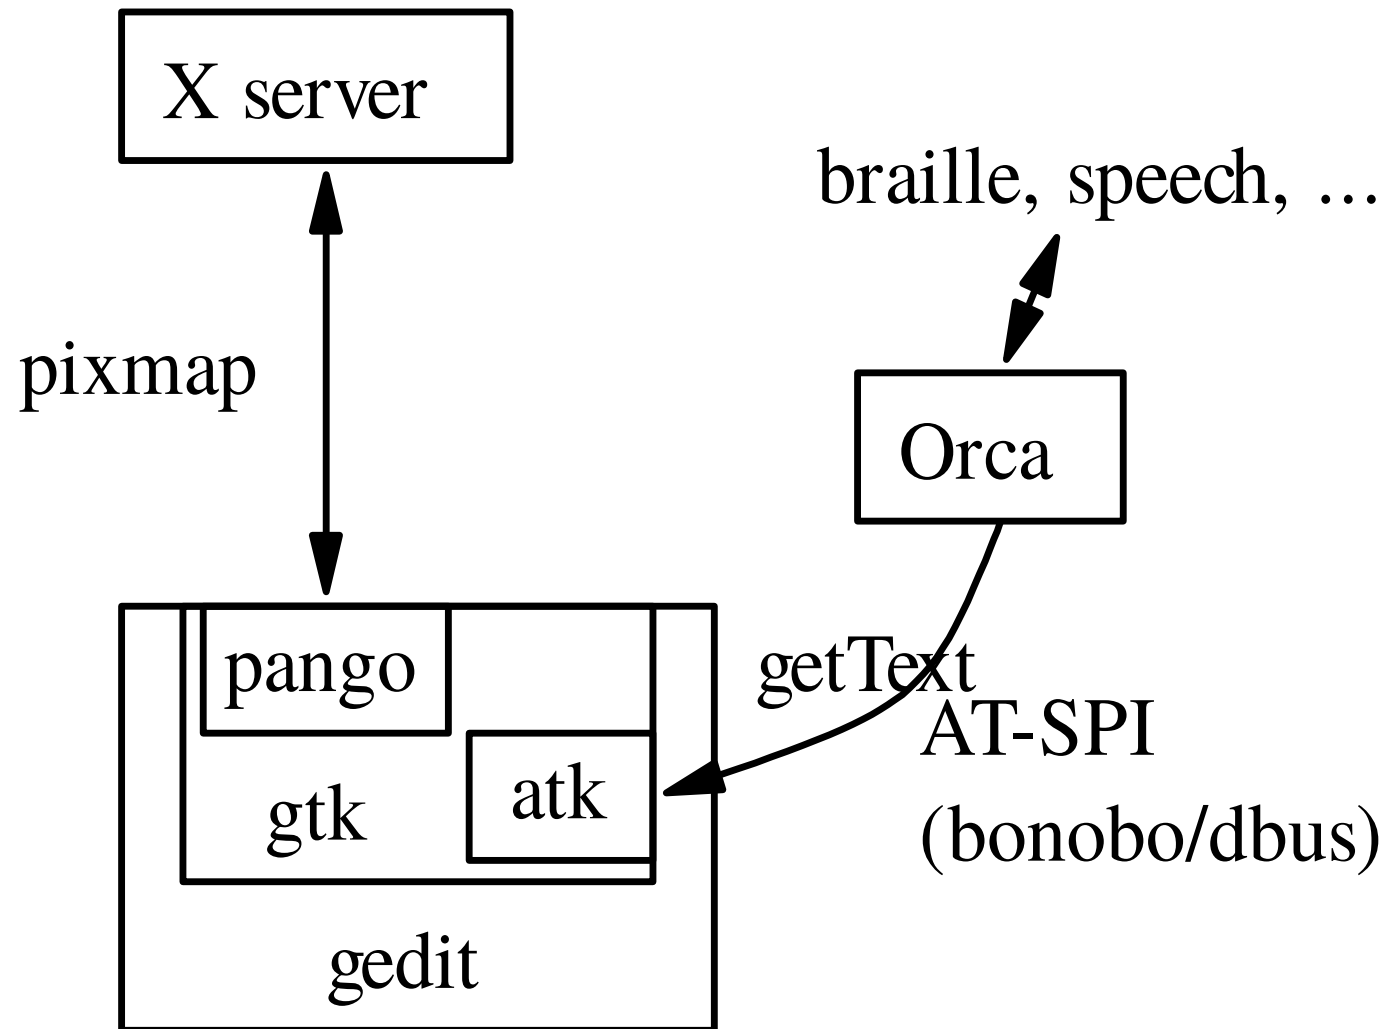 X server
braille, speech, ...
pixmap
Orca
pango
getText
AT-SPI
atk
gtk
(bonobo/dbus)
gedit